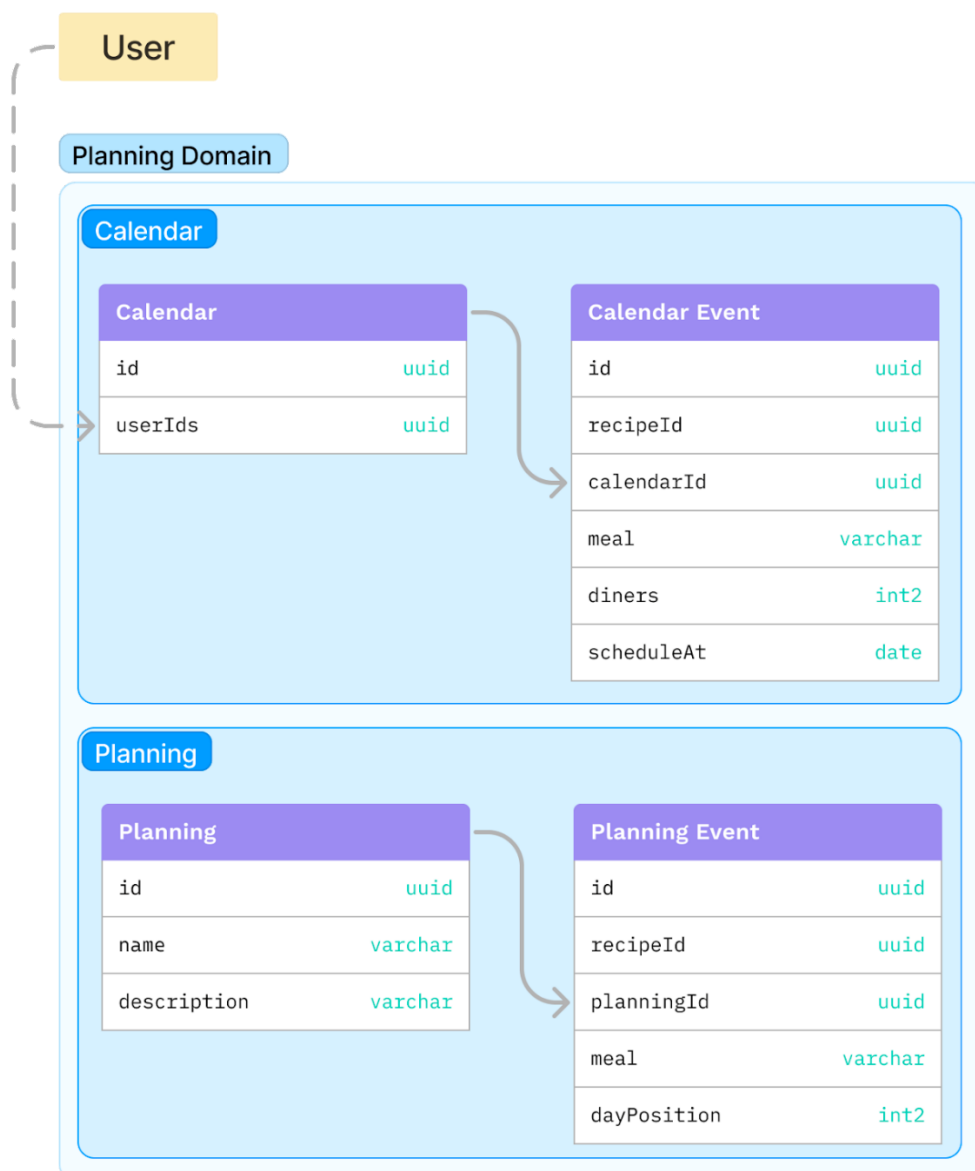 User
Planning Domain
Calendar
Calendar
id uuid
userIds uuid
Calendar Event
id uuid
recipeId uuid
calendarId uuid
meal varchar
diners int2
scheduleAt date
Planning
Planning
id uuid
name varchar
description varchar
Planning Event
id uuid
recipeId uuid
planningId uuid
meal varchar
dayPosition int2